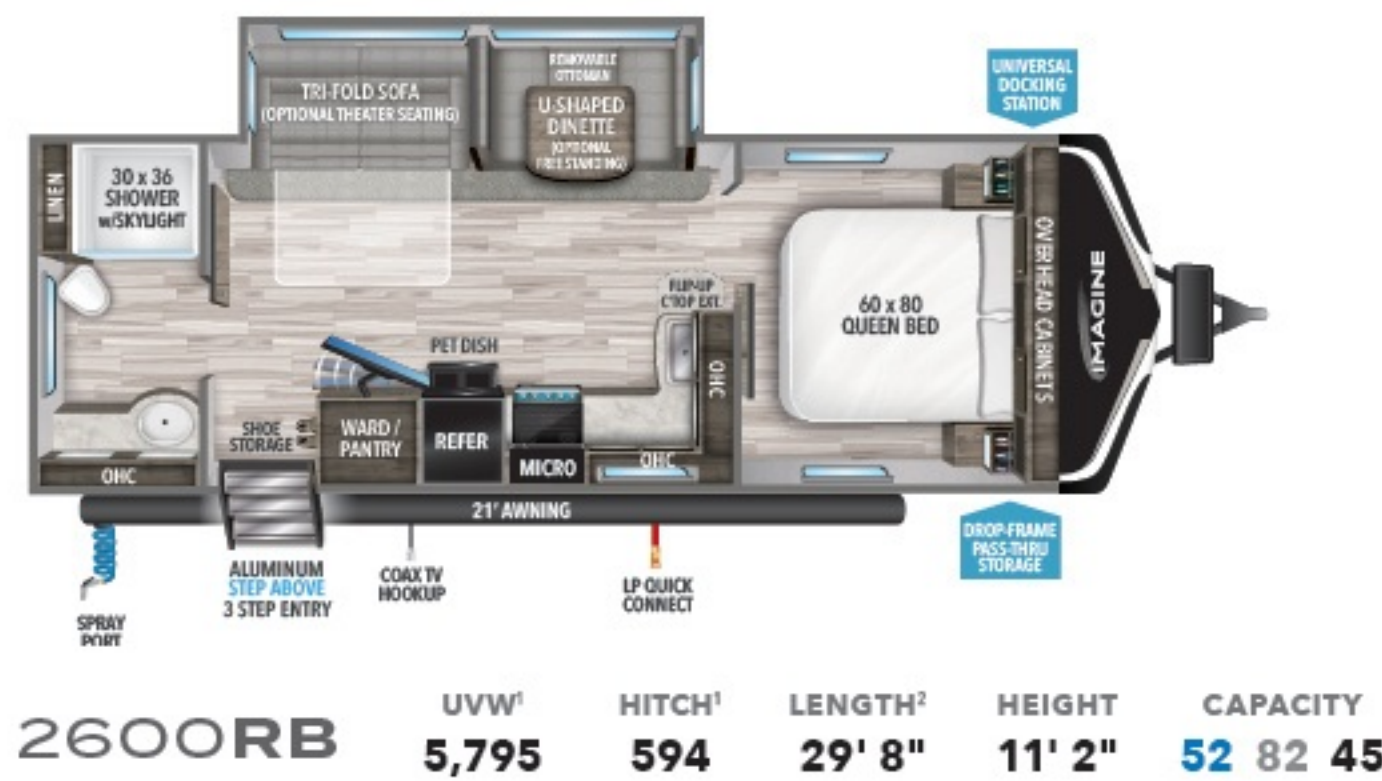 UNIVERSAL
DOCKING
STATION
TRI-FOLD SOFA
(OPTIONAL THEATER SEATING)
REMOVABLE
OTTOMAN
U-SHAPED
DINETTE
(OPTIONAL
FREE STANDING)
LINEN
30 x 36
SHOWER
w/SKYLIGHT
FLIP-UP
C'TOP EXT.
60 x 80
QUEEN BED
OVERHEAD CABINETS
IMAGINE
PET DISH
OHC
SHOE
STORAGE
WARD /
PANTRY
REFER
MICRO
OHC
OHC
21' AWNING
DROP-FRAME
PASS-THRU
STORAGE
SPRAY
PORT
ALUMINUM
STEP ABOVE
3 STEP ENTRY
COAX TV
HOOKUP
LP QUICK
CONNECT
2600RB
UVW¹ HITCH¹ LENGTH² HEIGHT CAPACITY
5,795 594 29' 8" 11' 2" 52 82 45